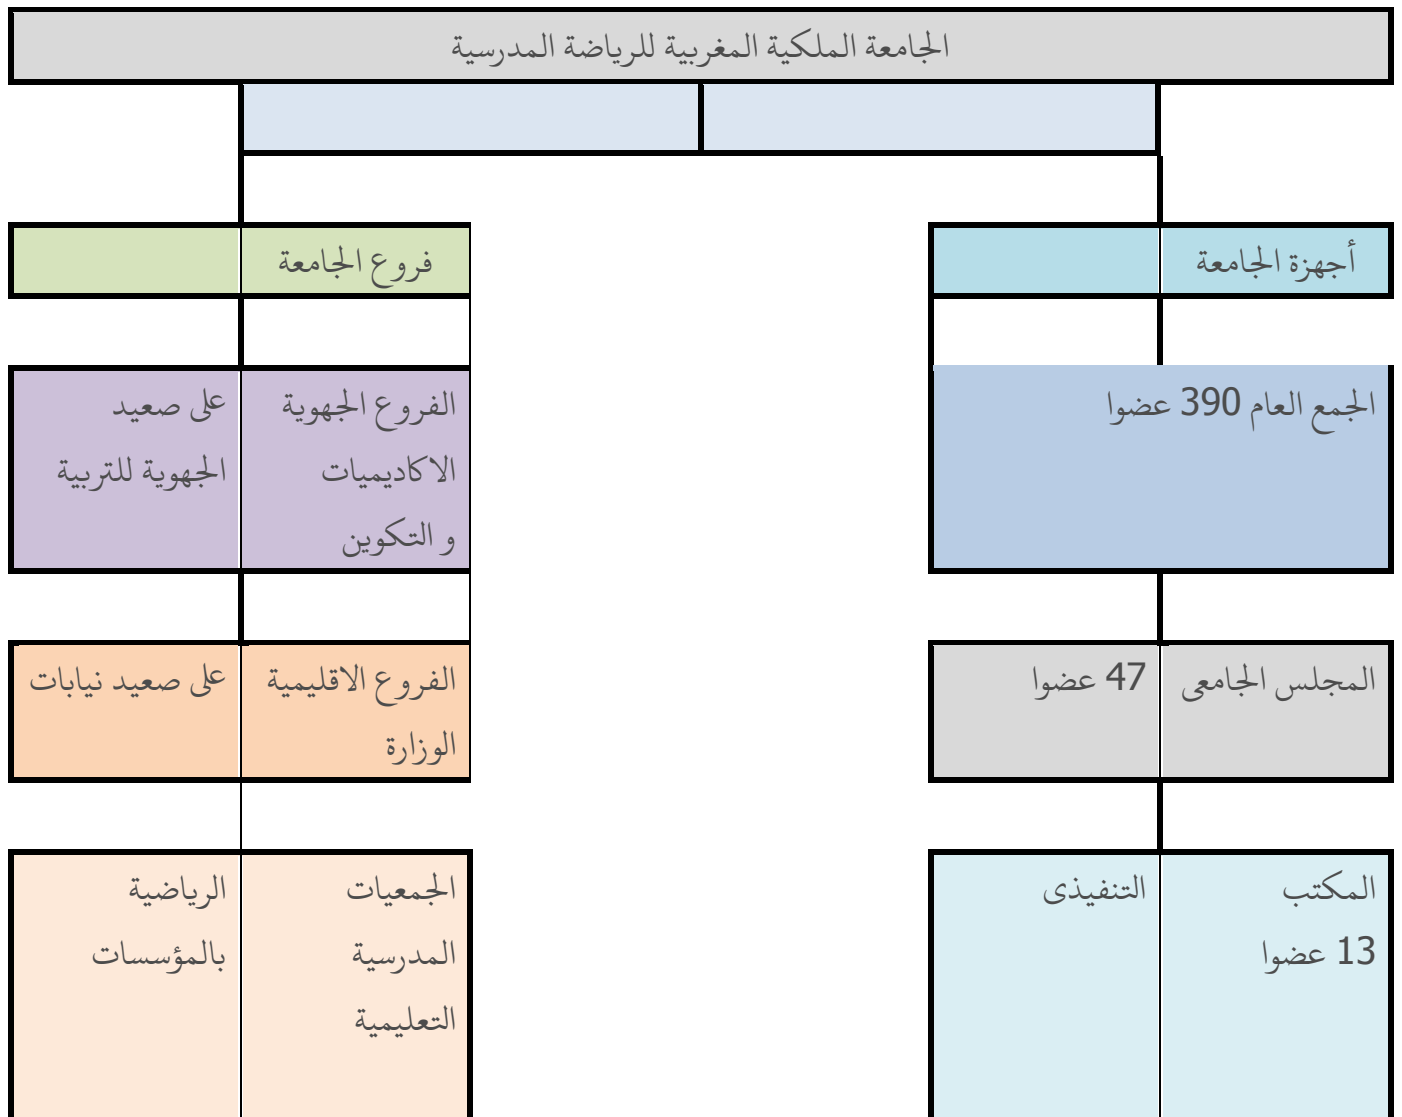 الجامعة الملكية المغربية للرياضة المدرسية
أجهزة الجامعة
فروع الجامعة
الجمع العام 390 عضوا
الفروع الجهوية على صعيد
الاكاديميات الجهوية للتربية
و التكوين
المجلس الجامعى 47 عضوا
الفروع الاقليمية على صعيد نيابات
الوزارة
المكتب التنفيذى
13 عضوا
الجمعيات الرياضية
المدرسية بالمؤسسات
التعليمية